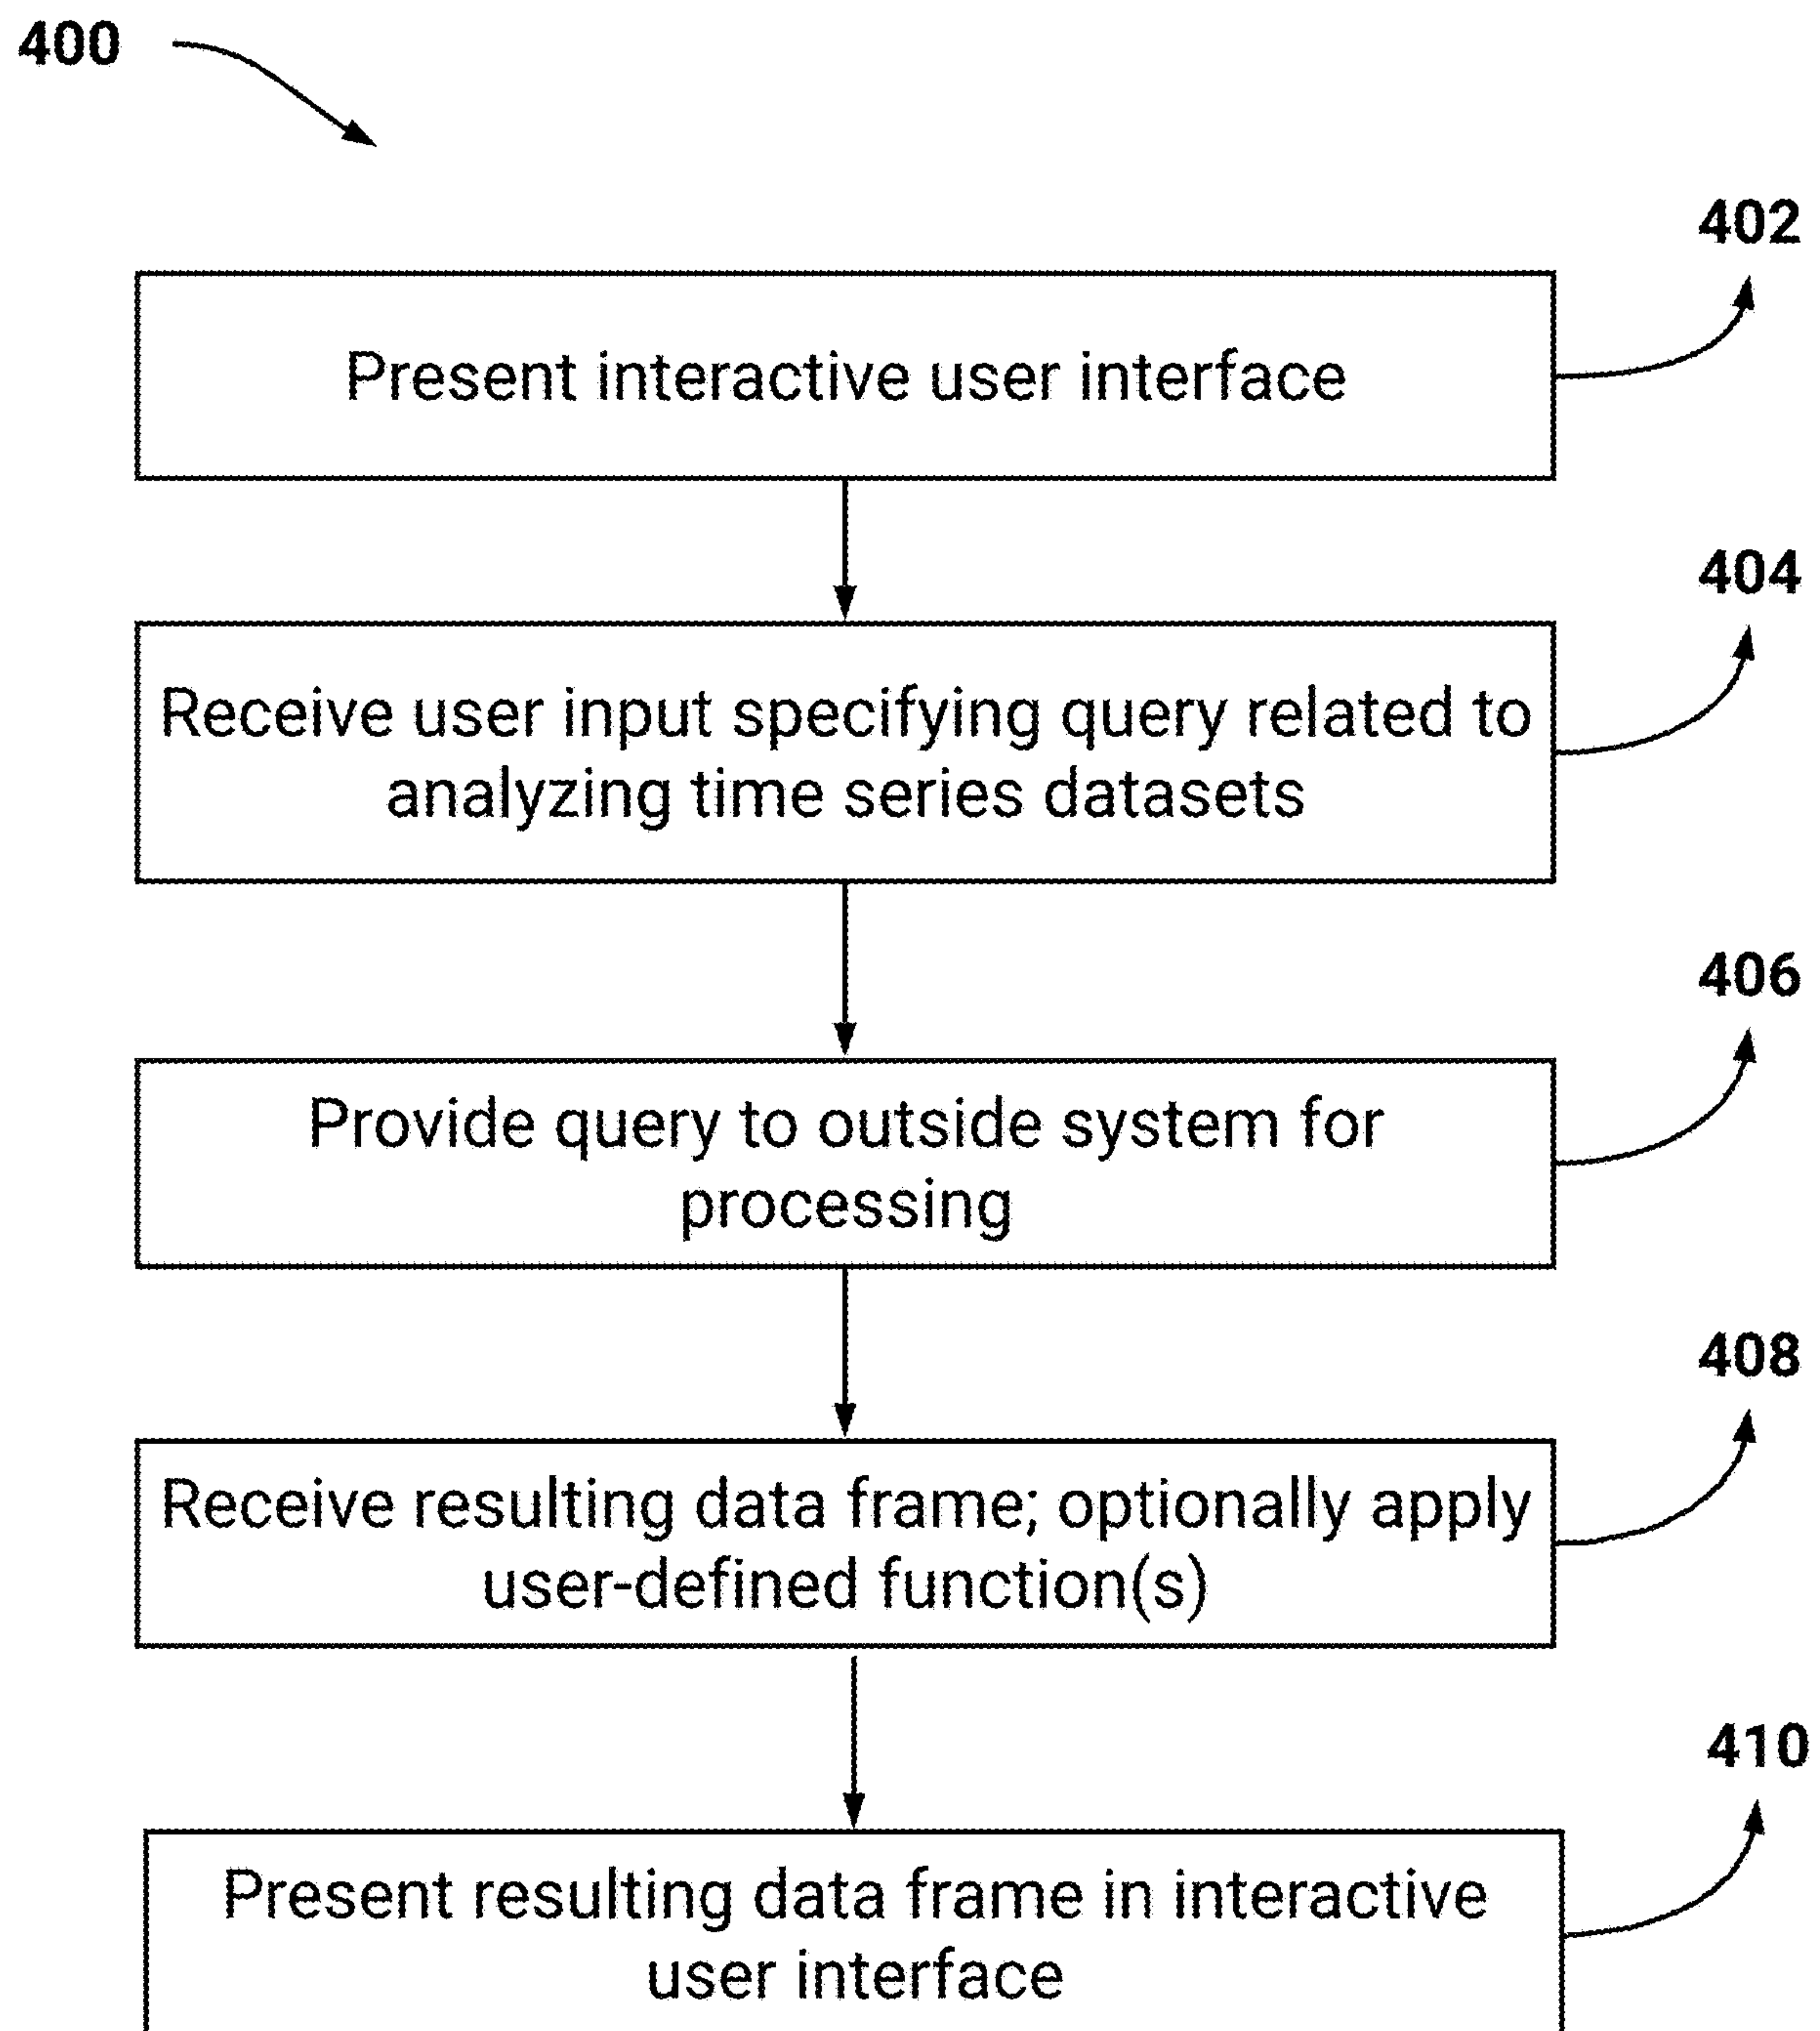 400
402
Present interactive user interface
404
Receive user input specifying query related to
analyzing time series datasets
406
Provide query to outside system for
processing
408
Receive resulting data frame; optionally apply
user-defined function(s)
410
Present resulting data frame in interactive
user interface